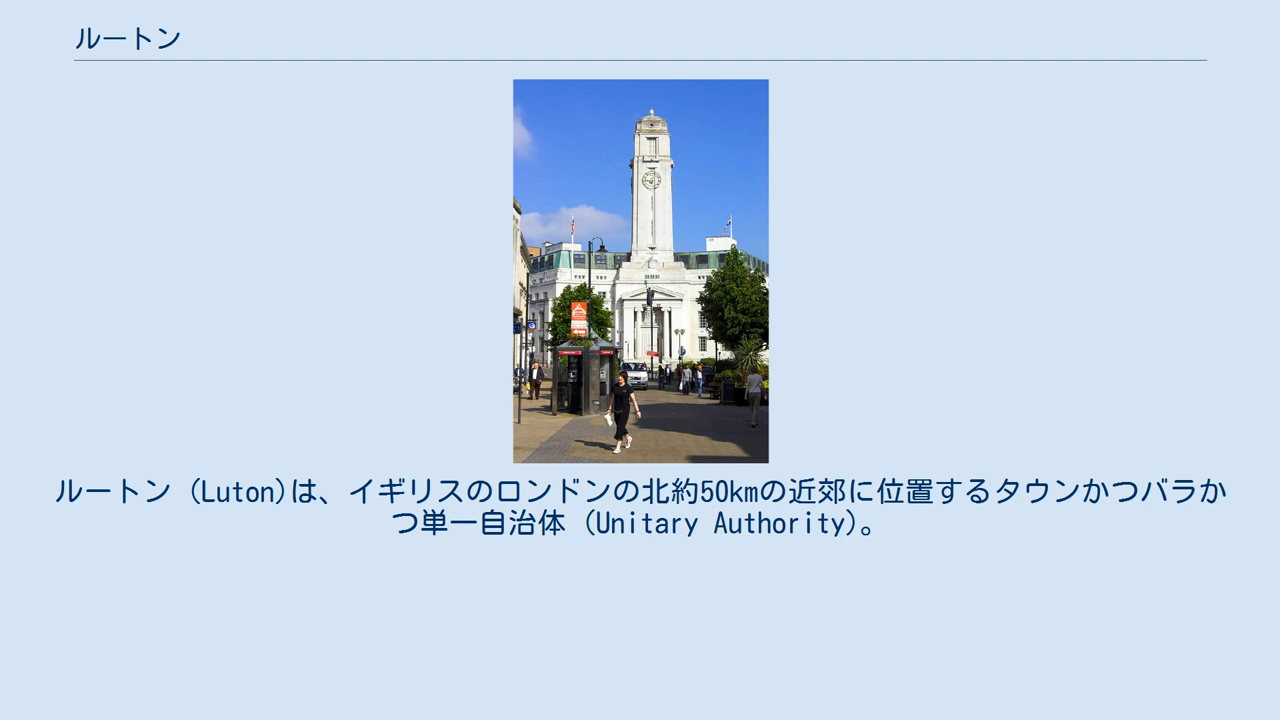 ルートン
ルートン (Luton)は、イギリスのロンドンの北約50kmの近郊に位置するタウンかつバラか
つ単一自治体 (Unitary Authority)。